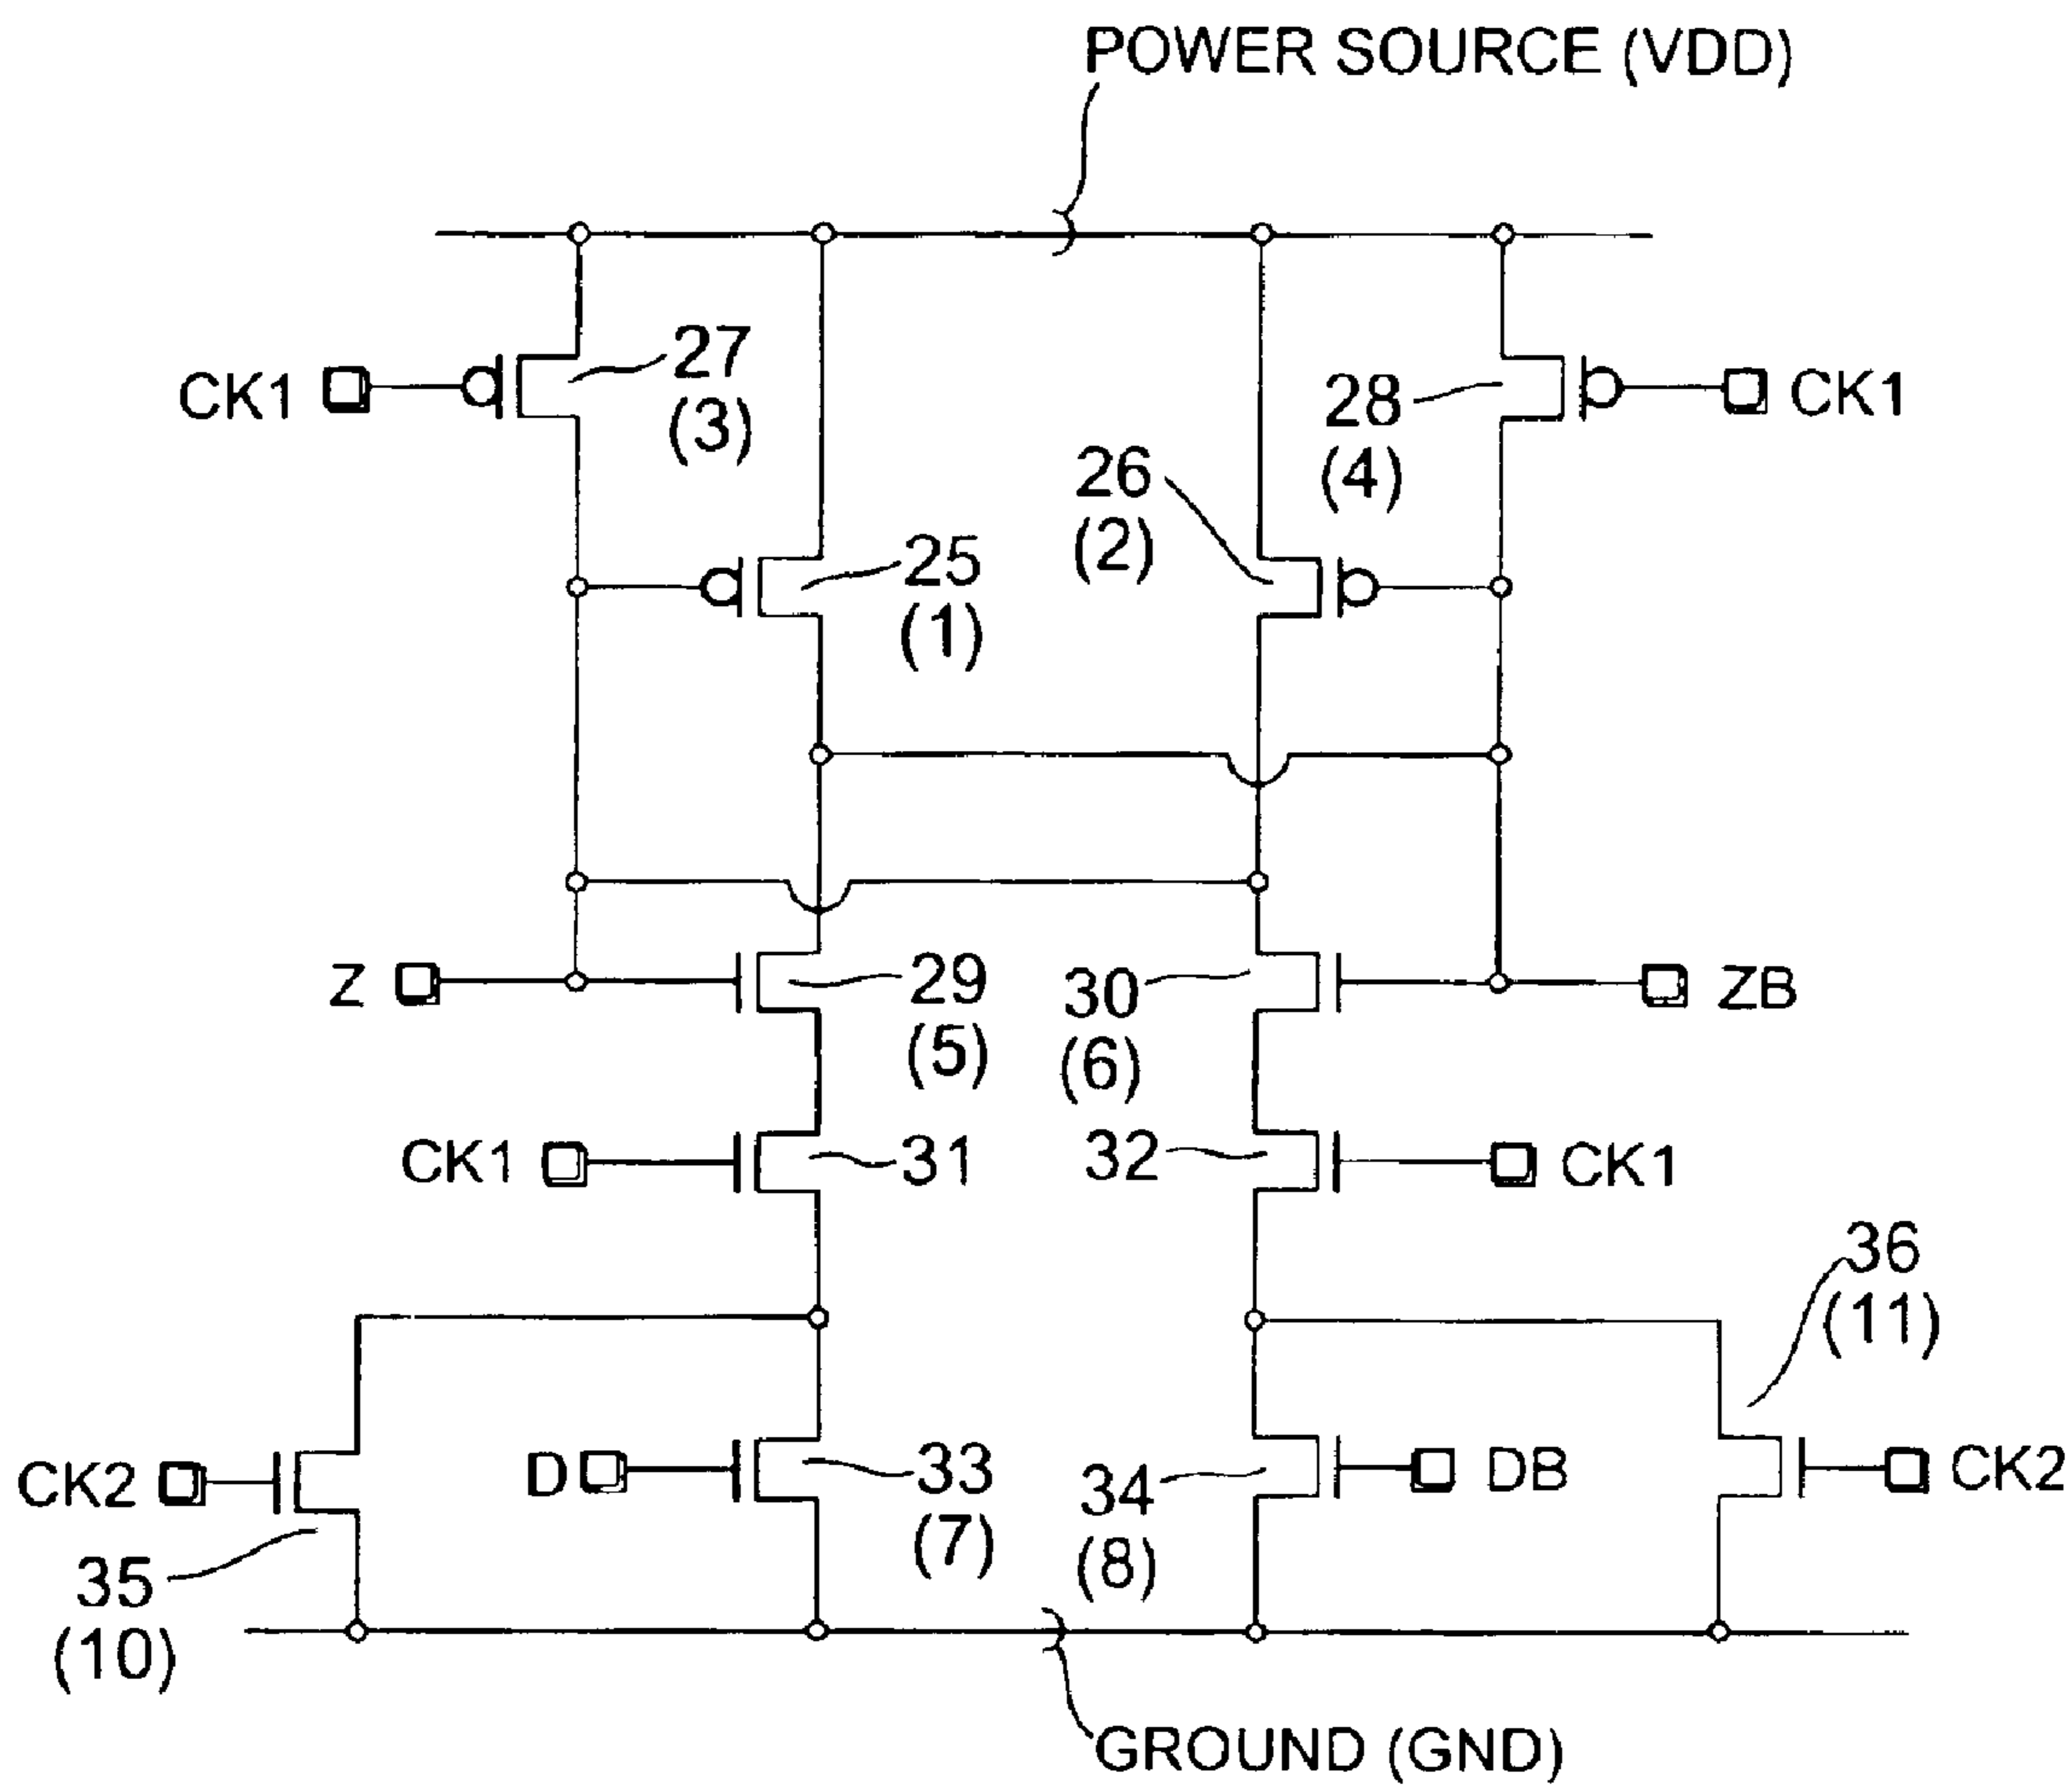 POWER SOURCE (VDD)
CK1
27
(3)
28
(4)
CK1
26
(2)
25
(1)
Z
29
(5)
30
(6)
ZB
CK1
31
32
CK1
36
(11)
CK2
D
33
(7)
34
(8)
DB
CK2
35
(10)
GROUND (GND)